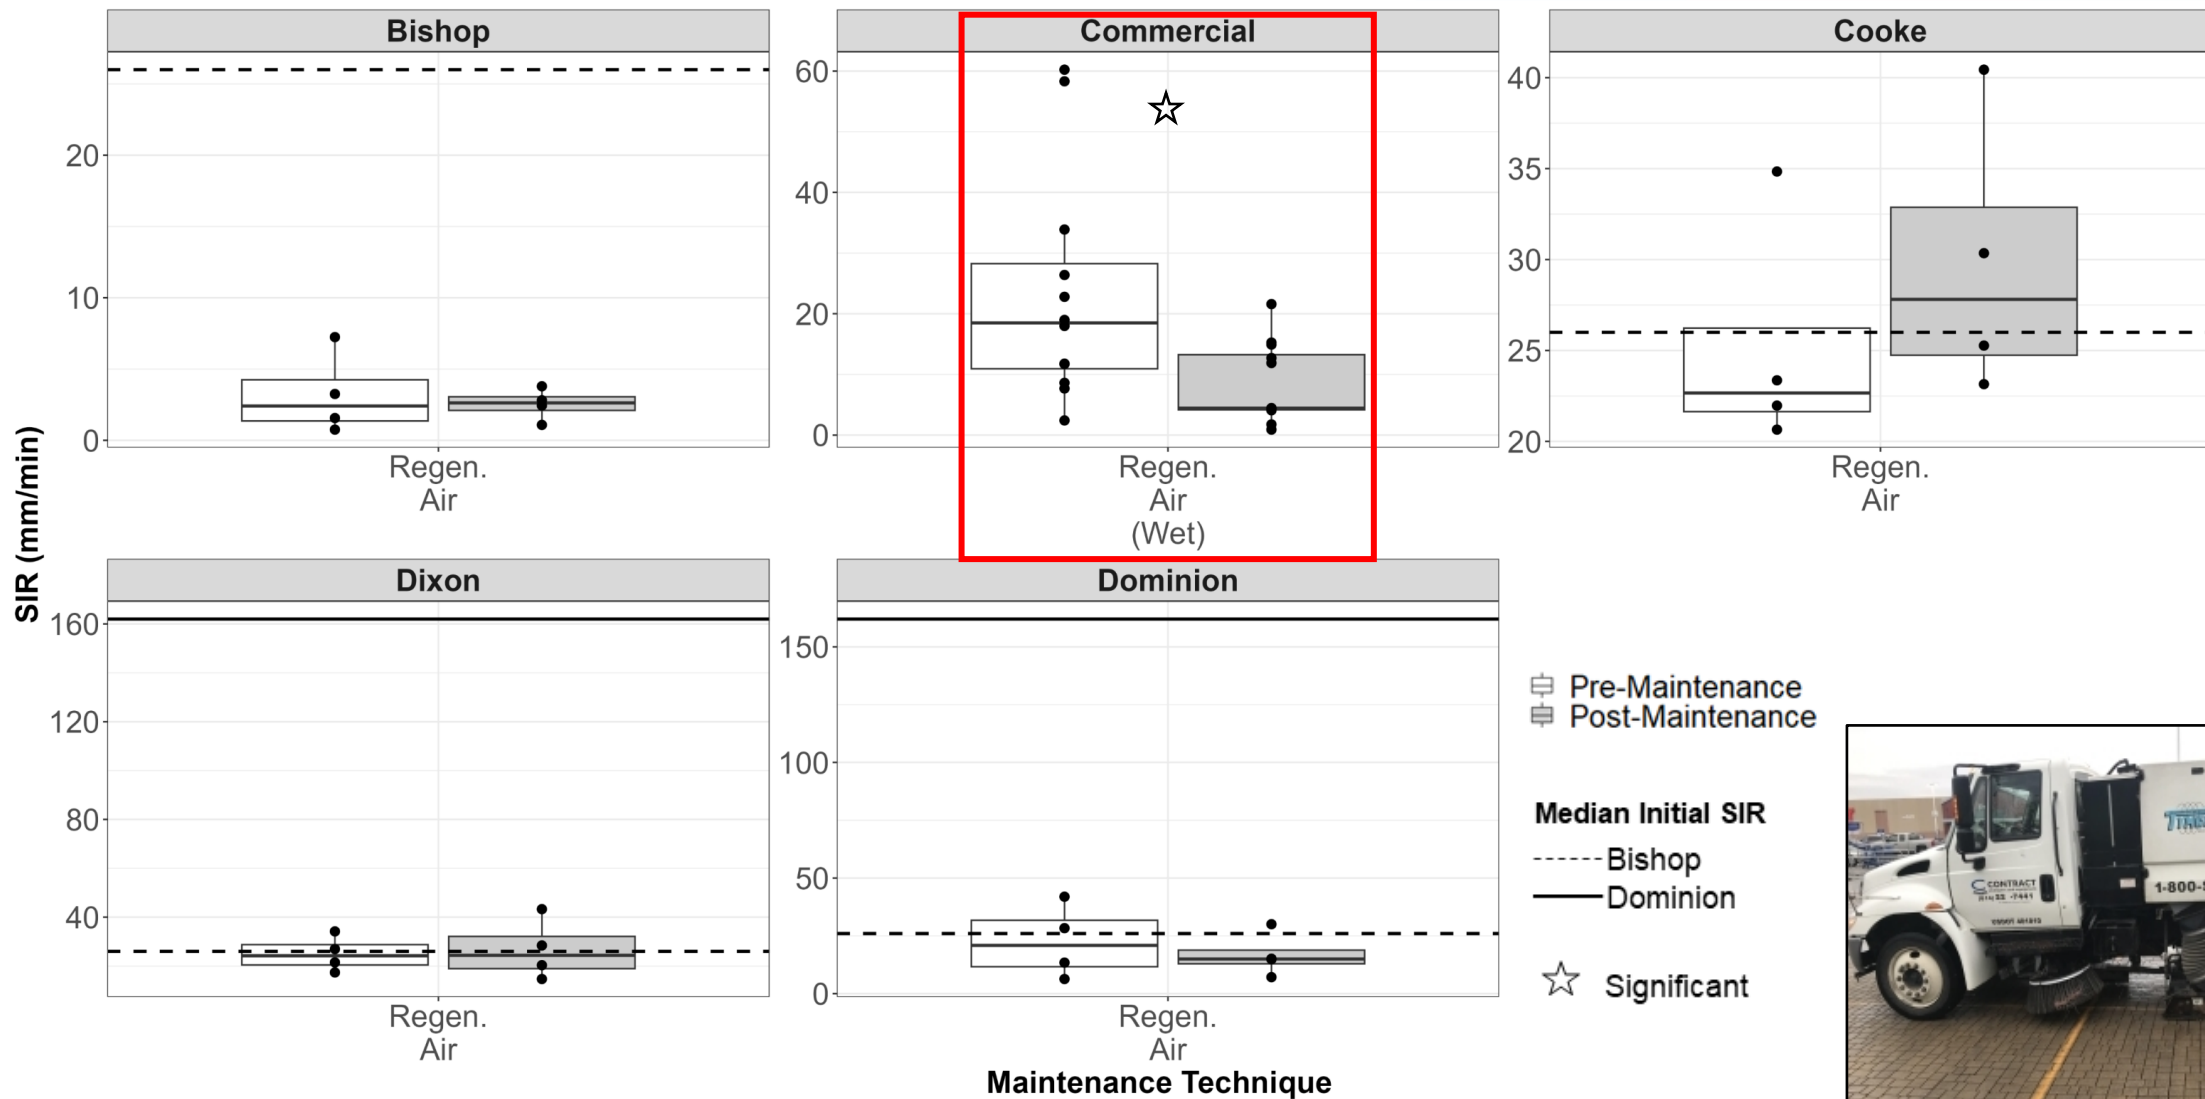 Bishop
Commercial
Cooke
20
10
0
60
40
20
0
40
35
30
25
20
Regen.
Air
Regen.
Air
(Wet)
Regen.
Air
SIR (mm/min)
Dixon
Dominion
160
120
80
40
150
100
50
0
Regen.
Air
Regen.
Air
Maintenance Technique
Pre-Maintenance
Post-Maintenance
Median Initial SIR
Bishop
Dominion
Significant
CONTRACT
1-800-